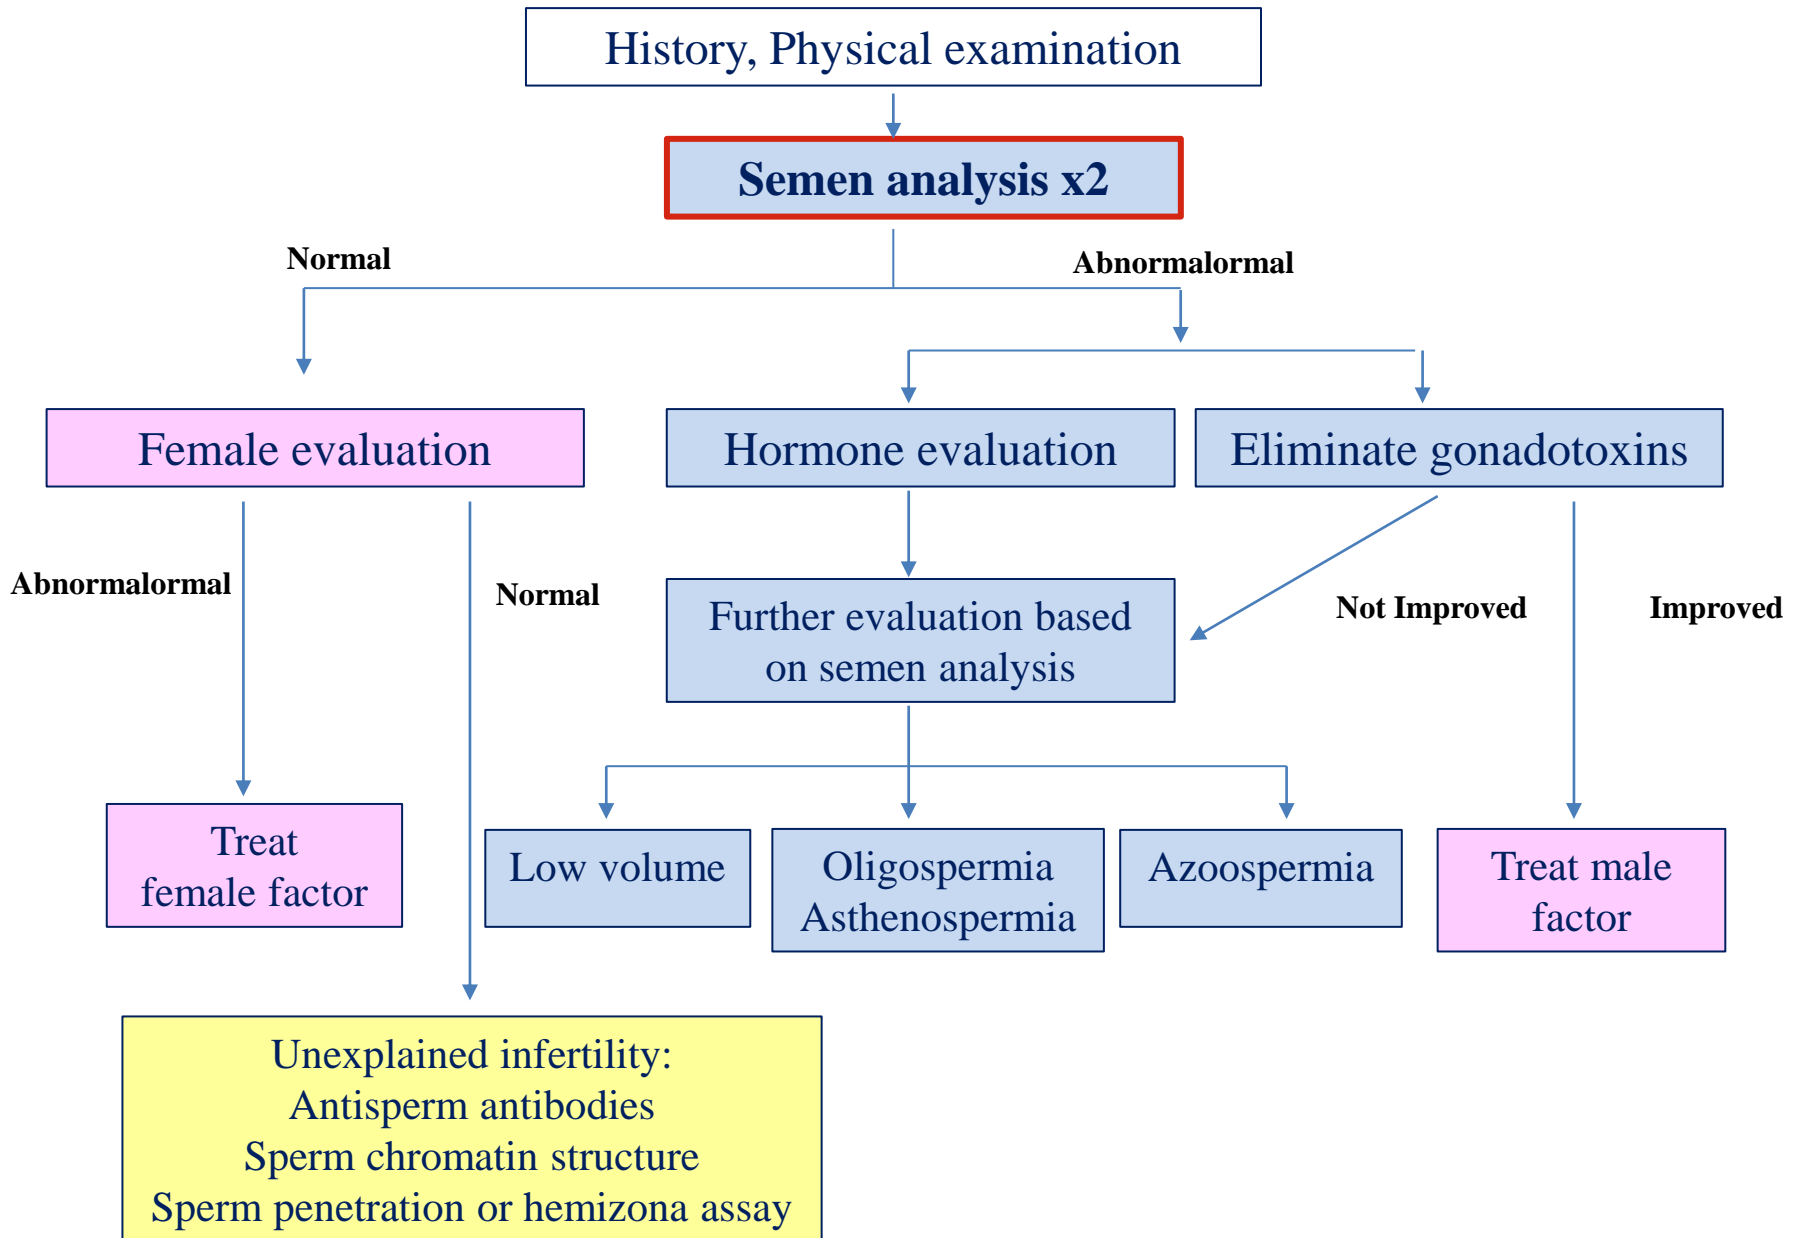 History, Physical examination
Semen analysis x2
Normal
Abnormalormal
Female evaluation
Hormone evaluation
Eliminate gonadotoxins
Abnormalormal
Normal
Further evaluation based
on semen analysis
Not Improved
Improved
Treat
female factor
Low volume
Oligospermia
Asthenospermia
Azoospermia
Treat male
factor
Unexplained infertility:
Antisperm antibodies
Sperm chromatin structure
Sperm penetration or hemizona assay